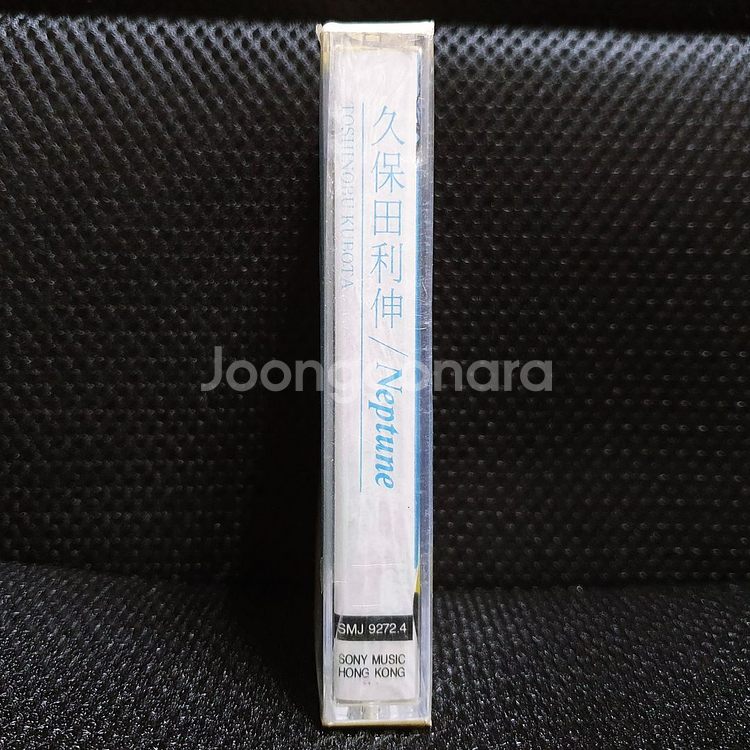 久保田利伸/Neptune
TOSHINOBU KUBOTA
Joongonara
SMJ 9272.4
SONY MUSIC
HONG KONG